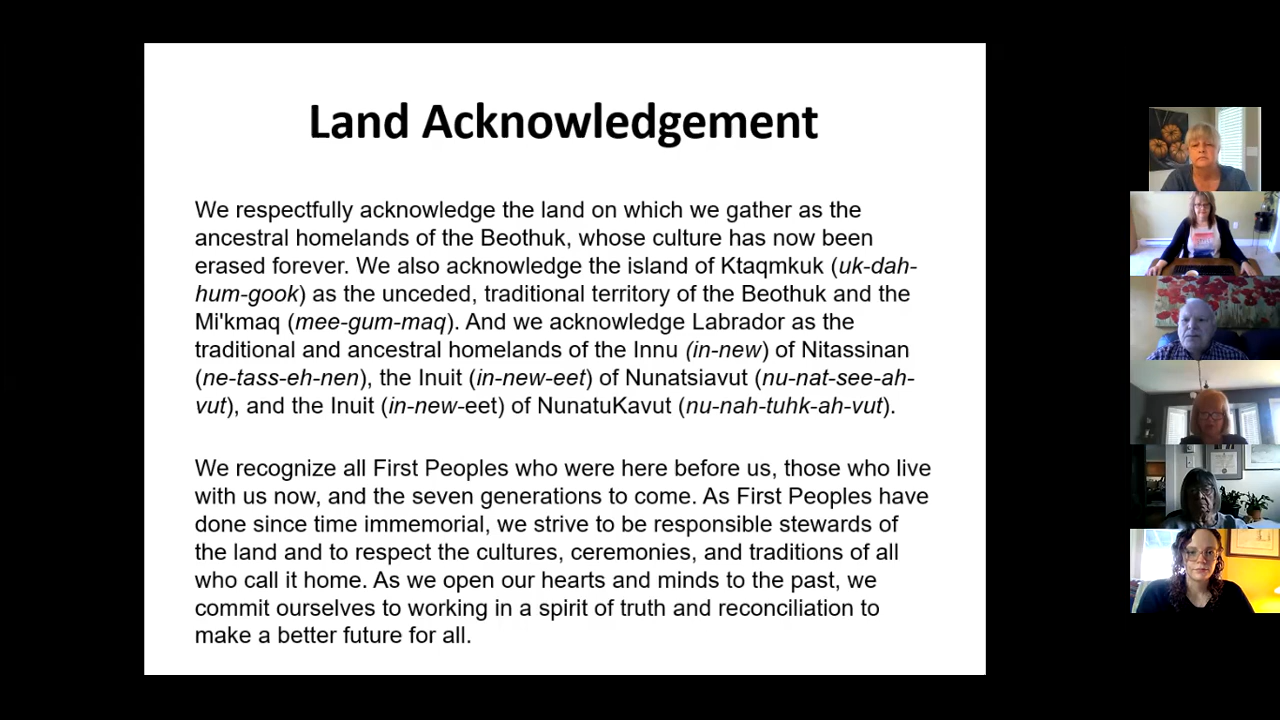 Land Acknowledgement
We respectfully acknowledge the land on which we gather as the
ancestral homelands of the Beothuk, whose culture has now been
erased forever. We also acknowledge the island of Ktaqmkuk (uk-dah-
hum-gook) as the unceded, traditional territory of the Beothuk and the
Mi'kmaq (mee-gum-maq). And we acknowledge Labrador as the
traditional and ancestral homelands of the Innu (in-new) of Nitassinan
(ne-tass-eh-nen), the Inuit (in-new-eet) of Nunatsiavut (nu-nat-see-ah-
vut), and the Inuit (in-new-eet) of NunatuKavut (nu-nah-tuhk-ah-vut).
We recognize all First Peoples who were here before us, those who live
with us now, and the seven generations to come. As First Peoples have
done since time immemorial, we strive to be responsible stewards of
the land and to respect the cultures, ceremonies, and traditions of all
who call it home. As we open our hearts and minds to the past, we
commit ourselves to working in a spirit of truth and reconciliation to
make a better future for all.